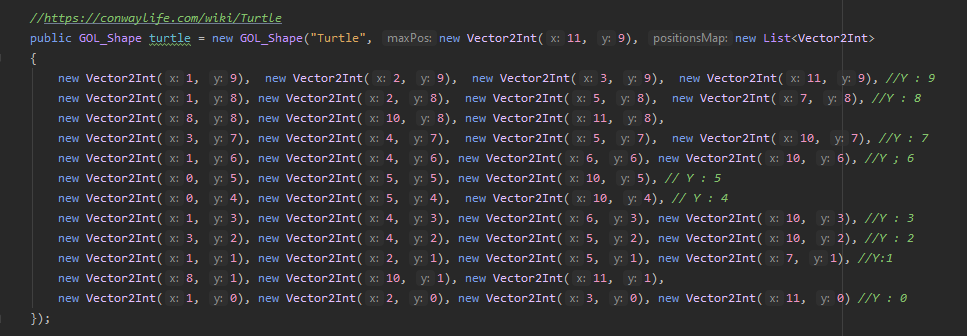 //https://conwaylife.com/wiki/Turtle
public GOL_Shape turtle = new GOL_Shape("Turtle", maxPos: new Vector2Int( x: 11, y: 9), positionsMap: new List<Vector2Int>
{
new Vector2Int( x: 1, y: 9), new Vector2Int( x: 2, y: 9), new Vector2Int( x: 3, y: 9), new Vector2Int( x: 11, y: 9), //Y : 9
new Vector2Int( x: 1, y: 8), new Vector2Int( x: 2, y: 8), new Vector2Int( x: 5, y: 8), new Vector2Int( x: 7, y: 8), //Y : 8
new Vector2Int( x: 8, y: 8), new Vector2Int( x: 10, y: 8), new Vector2Int( x: 11, y: 8),
new Vector2Int( x: 3, y: 7), new Vector2Int( x: 4, y: 7), new Vector2Int( x: 5, y: 7), new Vector2Int( x: 10, y: 7), //Y : 7
new Vector2Int( x: 1, y: 6), new Vector2Int( x: 4, y: 6), new Vector2Int( x: 6, y: 6), new Vector2Int( x: 10, y: 6), //Y ; 6
new Vector2Int( x: 0, y: 5), new Vector2Int( x: 5, y: 5), new Vector2Int( x: 10, y: 5), // Y : 5
new Vector2Int( x: 0, y: 4), new Vector2Int( x: 5, y: 4), new Vector2Int( x: 10, y: 4), // Y : 4
new Vector2Int( x: 1, y: 3), new Vector2Int( x: 4, y: 3), new Vector2Int( x: 6, y: 3), new Vector2Int( x: 10, y: 3), //Y : 3
new Vector2Int( x: 3, y: 2), new Vector2Int( x: 4, y: 2), new Vector2Int( x: 5, y: 2), new Vector2Int( x: 10, y: 2), //Y : 2
new Vector2Int( x: 1, y: 1), new Vector2Int( x: 2, y: 1), new Vector2Int( x: 5, y: 1), new Vector2Int( x: 7, y: 1), //Y:1
new Vector2Int( x: 8, y: 1), new Vector2Int( x: 10, y: 1), new Vector2Int( x: 11, y: 1),
new Vector2Int( x: 1, y: 0), new Vector2Int( x: 2, y: 0), new Vector2Int( x: 3, y: 0), new Vector2Int( x: 11, y: 0) //Y : 0
});